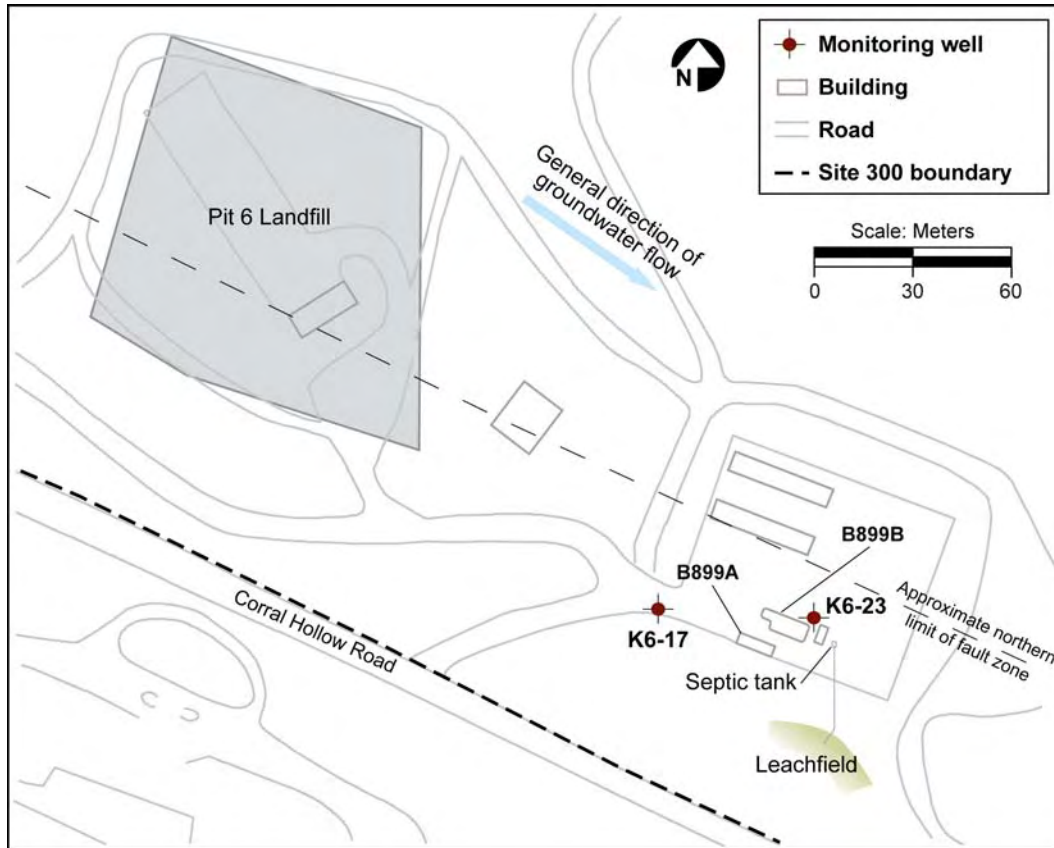 N
Monitoring well
Building
Road
Site 300 boundary
Scale: Meters
0 30 60
General direction of
groundwater flow
Pit 6 Landfill
B899B
B899A
K6-23
K6-17
Approximate northern
limit of fault zone
Corral Hollow Road
Septic tank
Leachfield